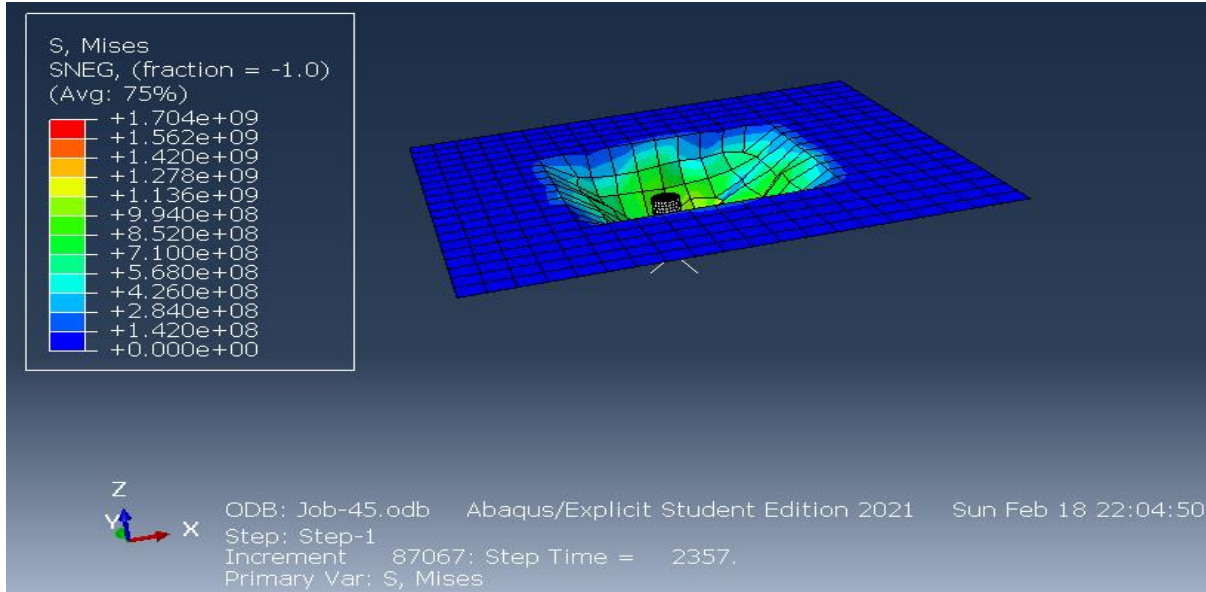 S, Mises
SNEG, (fraction = -1.0)
(Avg: 75%)
+1.704e+09
+1.562e+09
+1.420e+09
+1.278e+09
+1.136e+09
+9.940e+08
+8.520e+08
+7.100e+08
+5.680e+08
+4.260e+08
+2.840e+08
+1.420e+08
+0.000e+00
Z
Y
X
ODB: Job-45.odb Abaqus/Explicit Student Edition 2021 Sun Feb 18 22:04:50
Step: Step-1
Increment 87067: Step Time = 2357.
Primary Var: S, Mises